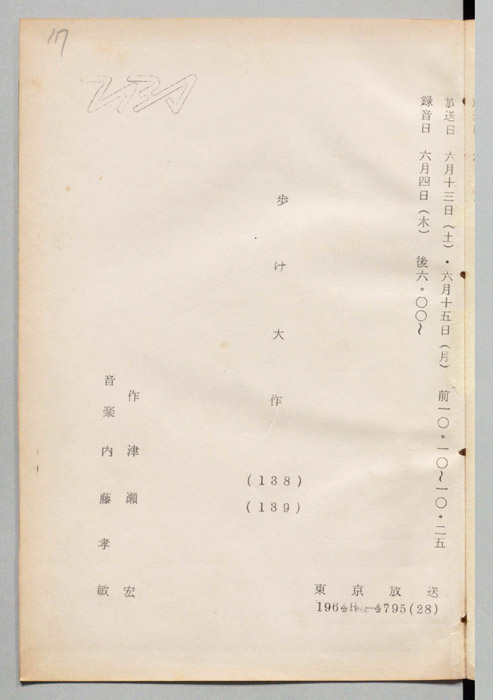 放送日　六月十三日（土）・六月十五日（月）　前一〇・一〇〜一〇・二五
録音日　六月四日（木）　後六・〇〇〜
歩け大作
(138)
(139)
作　津瀬　宏
音楽　内藤孝敏
東京放送
4795(28)
17